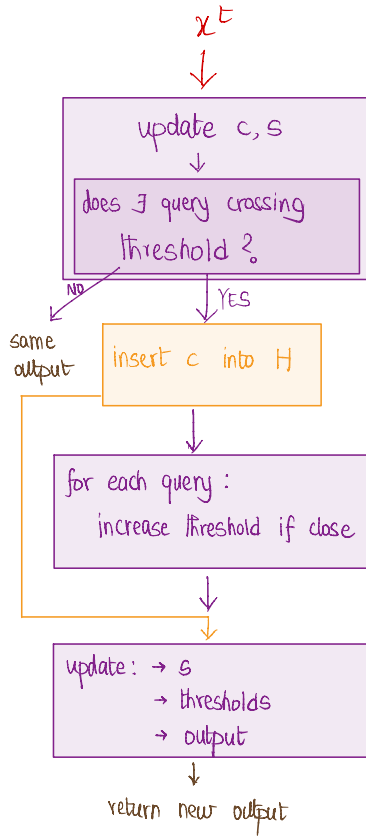 x^t
update c, s
does ∃ query crossing
threshold ?
NO
YES
same
output
insert c into H
for each query :
increase threshold if close
update: → s
→ thresholds
→ output
return new output